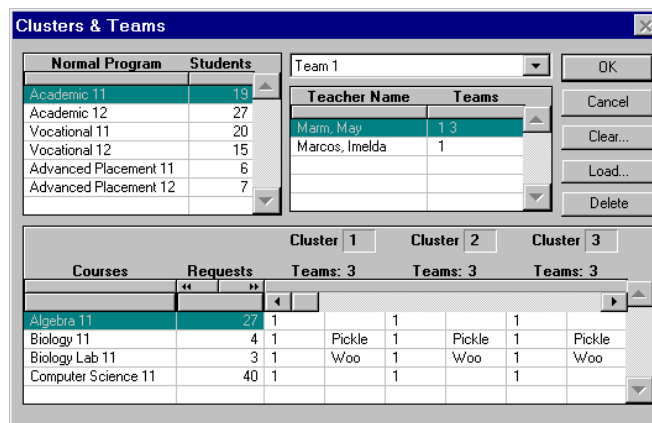 Clusters & Teams
Normal Program Students
Academic 11 19
Academic 12 27
Vocational 11 20
Vocational 12 15
Advanced Placement 11 6
Advanced Placement 12 7
Team 1
Teacher Name Teams
Marm, May 1 3
Marcos, Imelda 1
OK
Cancel
Clear...
Load...
Delete
Cluster 1 Cluster 2 Cluster 3
Courses Requests Teams: 3 Teams: 3 Teams: 3
Algebra 11 27 1 1 1
Biology 11 4 1 Pickle 1 Pickle 1 Pickle
Biology Lab 11 3 1 Woo 1 Woo 1 Woo
Computer Science 11 40 1 1 1